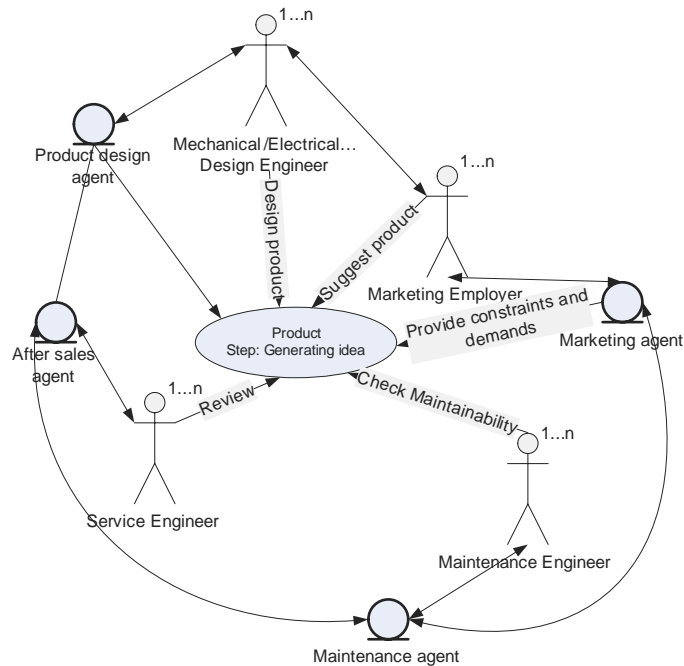 1...n
Mechanical/Electrical...
Design Engineer
Product design
agent
Design product
Suggest product
1...n
Marketing Employer
Provide constraints and
demands
Marketing agent
Product
Step: Generating idea
After sales
agent
1...n
Review
Service Engineer
Check Maintainability
1...n
Maintenance Engineer
Maintenance agent